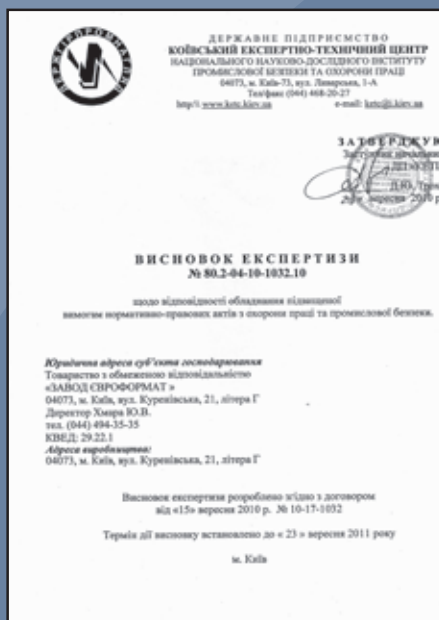 ДЕРЖАВНЕ ПІДПРИЄМСТВО
КОЇВСЬКИЙ ЕКСПЕРТНО-ТЕХНІЧНИЙ ЦЕНТР
НАЦІОНАЛЬНОГО НАУКОВО-ДОСЛІДНОГО ІНСТИТУТУ
ПРОМИСЛОВОЇ БЕЗПЕКИ ТА ОХОРОНИ ПРАЦІ
04073, м. Київ-73, вул. Ливарська, 1-А
Тел/факс (044) 468-20-27
http:\\ www.ketc.kiev.ua e-mail: ketc@i.kiev.ua
ЗАТВЕРДЖУЮ
Заступник начальник
вересня 2010 р
ВИСНОВОК ЕКСПЕРТИЗИ
№ 80.2-04-10-1032.10
щодо відповідності обладнання підвищеної
вимогам нормативно-правових актів з охорони праці та промислової безпеки.
Юридична адреса суб'єкта господарювання
Товариство з обмеженою відповідальністю
«ЗАВОД ЄВРОФОРМАТ »
04073, м. Київ, вул. Куренівська, 21, літера Г
Директор Хмара Ю.В.
тел. (044) 494-35-35
КВЕД: 29.22.1
Адреса виробництва:
04073, м. Київ, вул. Куренівська, 21, літера Г
Висновок експертизи розроблено згідно з договором
від «15» вересня 2010 р. № 10-17-1032
Термін дії висновку встановлено до « 23 » вересня 2011 року
м. Київ